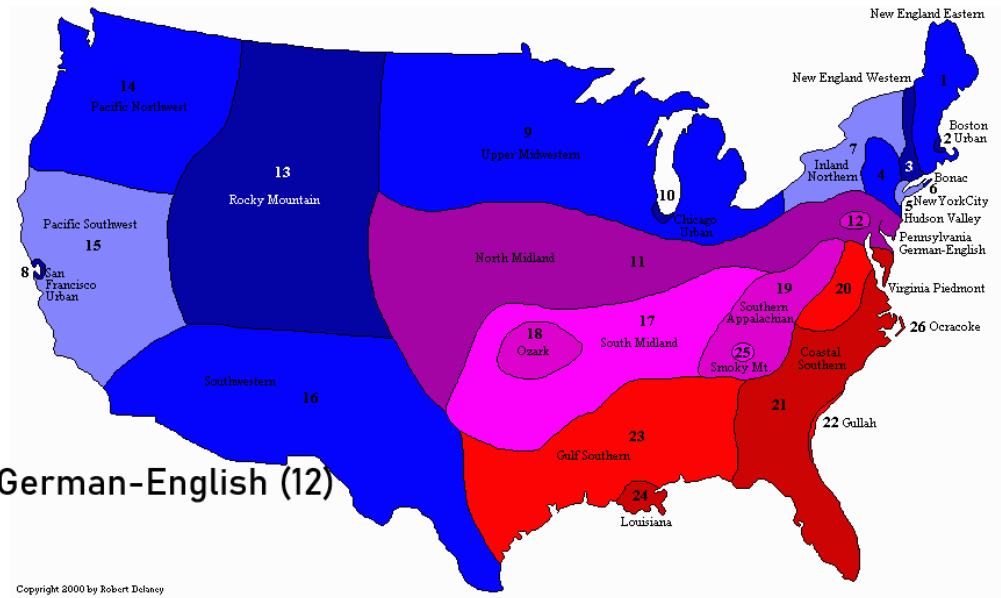 New England Eastern
14
Pacific Northwest
13
Rocky Mountain
9
Upper Midwestern
New England Western
1
2
Boston
Urban
7
Inland
Northern
4
3
Bonac
6
5
NewYorkCity
Hudson Valley
10
Chicago
Urban
12
Pennsylvania
German-English
Pacific Southwest
15
8
San
Francisco
Urban
North Midland
11
19
Southern
Appalachian
20
Virginia Piedmont
18
Ozark
17
South Midland
25
Smoky Mt.
26 Ocracoke
Coastal
Southern
21
22 Gullah
Southwestern
16
23
Gulf Southern
24
Louisiana
German-English (12)
Copyright 2000 by Robert Delaney